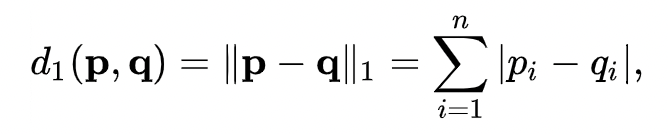 d₁(p, q) = ‖p − q‖₁ = ∑ᵢ₌₁ⁿ |pᵢ − qᵢ|,